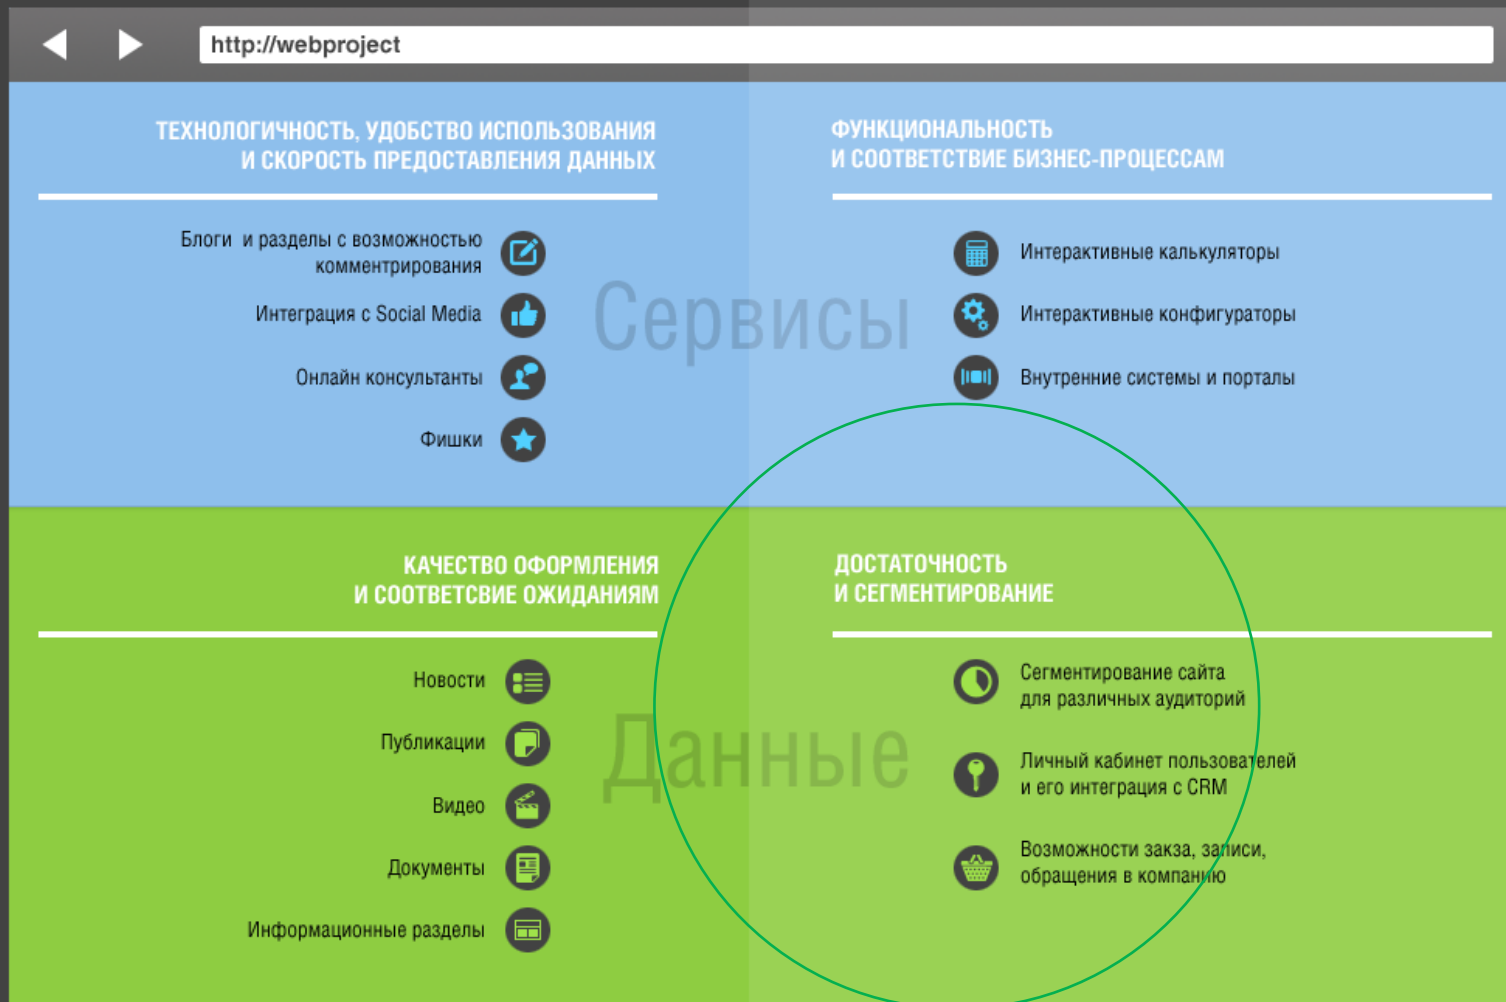 http://webproject
ТЕХНОЛОГИЧНОСТЬ, УДОБСТВО ИСПОЛЬЗОВАНИЯ
И СКОРОСТЬ ПРЕДОСТАВЛЕНИЯ ДАННЫХ
Блоги и разделы с возможностью
комментрирования
Интеграция с Social Media
Онлайн консультанты
Фишки
ФУНКЦИОНАЛЬНОСТЬ
И СООТВЕТСТВИЕ БИЗНЕС-ПРОЦЕССАМ
Интерактивные калькуляторы
Интерактивные конфигураторы
Внутренние системы и порталы
Сервисы
КАЧЕСТВО ОФОРМЛЕНИЯ
И СООТВЕТСВИЕ ОЖИДАНИЯМ
Новости
Публикации
Видео
Документы
Информационные разделы
ДОСТАТОЧНОСТЬ
И СЕГМЕНТИРОВАНИЕ
Сегментирование сайта
для различных аудиторий
Личный кабинет пользователей
и его интеграция с CRM
Возможности закза, записи,
обращения в компанию
Данные